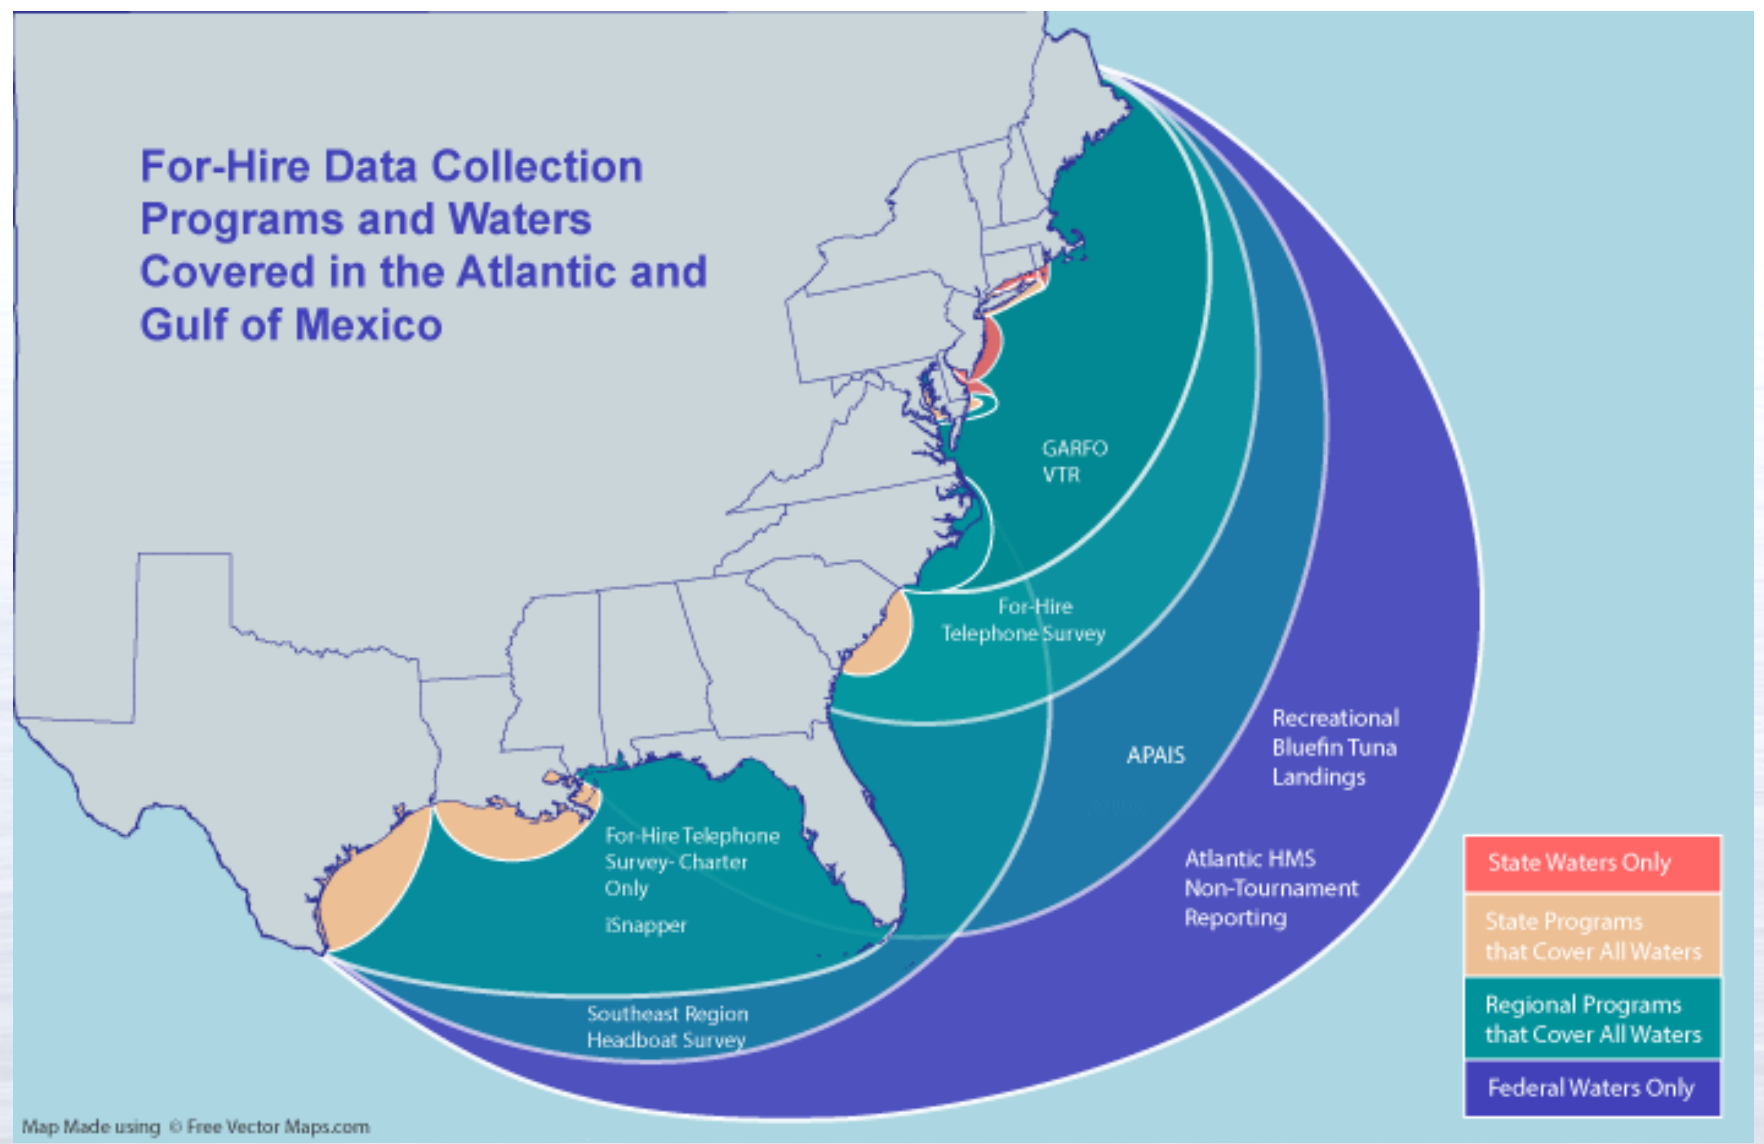 For-Hire Data Collection
Programs and Waters
Covered in the Atlantic and
Gulf of Mexico
GARFO
VTR
For-Hire
Telephone Survey
Recreational
Bluefin Tuna
Landings
APAIS
For-Hire Telephone
Survey- Charter
Only
iSnapper
Atlantic HMS
Non-Tournament
Reporting
Southeast Region
Headboat Survey
State Waters Only
State Programs
that Cover All Waters
Regional Programs
that Cover All Waters
Federal Waters Only
Map Made using © Free Vector Maps.com